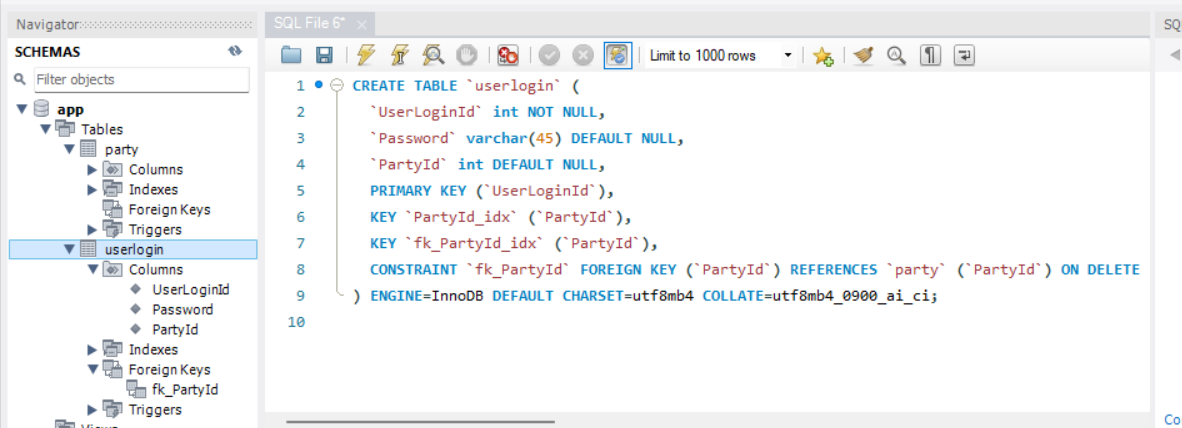 Navigator
SCHEMAS
Filter objects
app
Tables
party
Columns
Indexes
Foreign Keys
Triggers
userlogin
Columns
UserLoginId
Password
PartyId
Indexes
Foreign Keys
fk_PartyId
Triggers
Views
SQL File 6*
Limit to 1000 rows
1 CREATE TABLE `userlogin` (
2 `UserLoginId` int NOT NULL,
3 `Password` varchar(45) DEFAULT NULL,
4 `PartyId` int DEFAULT NULL,
5 PRIMARY KEY (`UserLoginId`),
6 KEY `PartyId_idx` (`PartyId`),
7 KEY `fk_PartyId_idx` (`PartyId`),
8 CONSTRAINT `fk_PartyId` FOREIGN KEY (`PartyId`) REFERENCES `party` (`PartyId`) ON DELETE
9 ) ENGINE=InnoDB DEFAULT CHARSET=utf8mb4 COLLATE=utf8mb4_0900_ai_ci;
10
SQ
Co